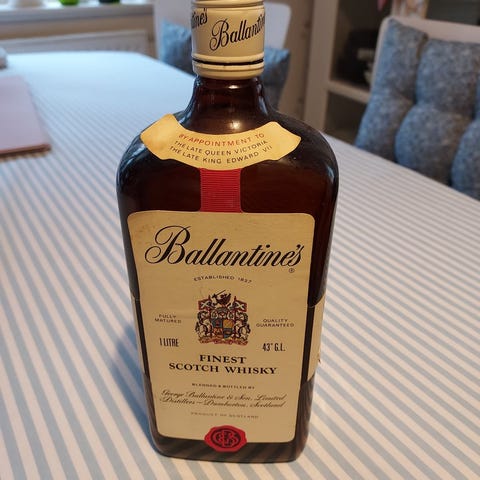 Ballantine's
BY APPOINTMENT TO
THE LATE QUEEN VICTORIA
THE LATE KING EDWARD VII
Ballantine's
®
ESTABLISHED 1827
FULLY
MATURED
QUALITY
GUARANTEED
1 LITRE
43° G.L.
FINEST
SCOTCH WHISKY
BLENDED & BOTTLED BY
George Ballantine & Son, Limited
Distillers – Dumbarton, Scotland
PRODUCT OF SCOTLAND